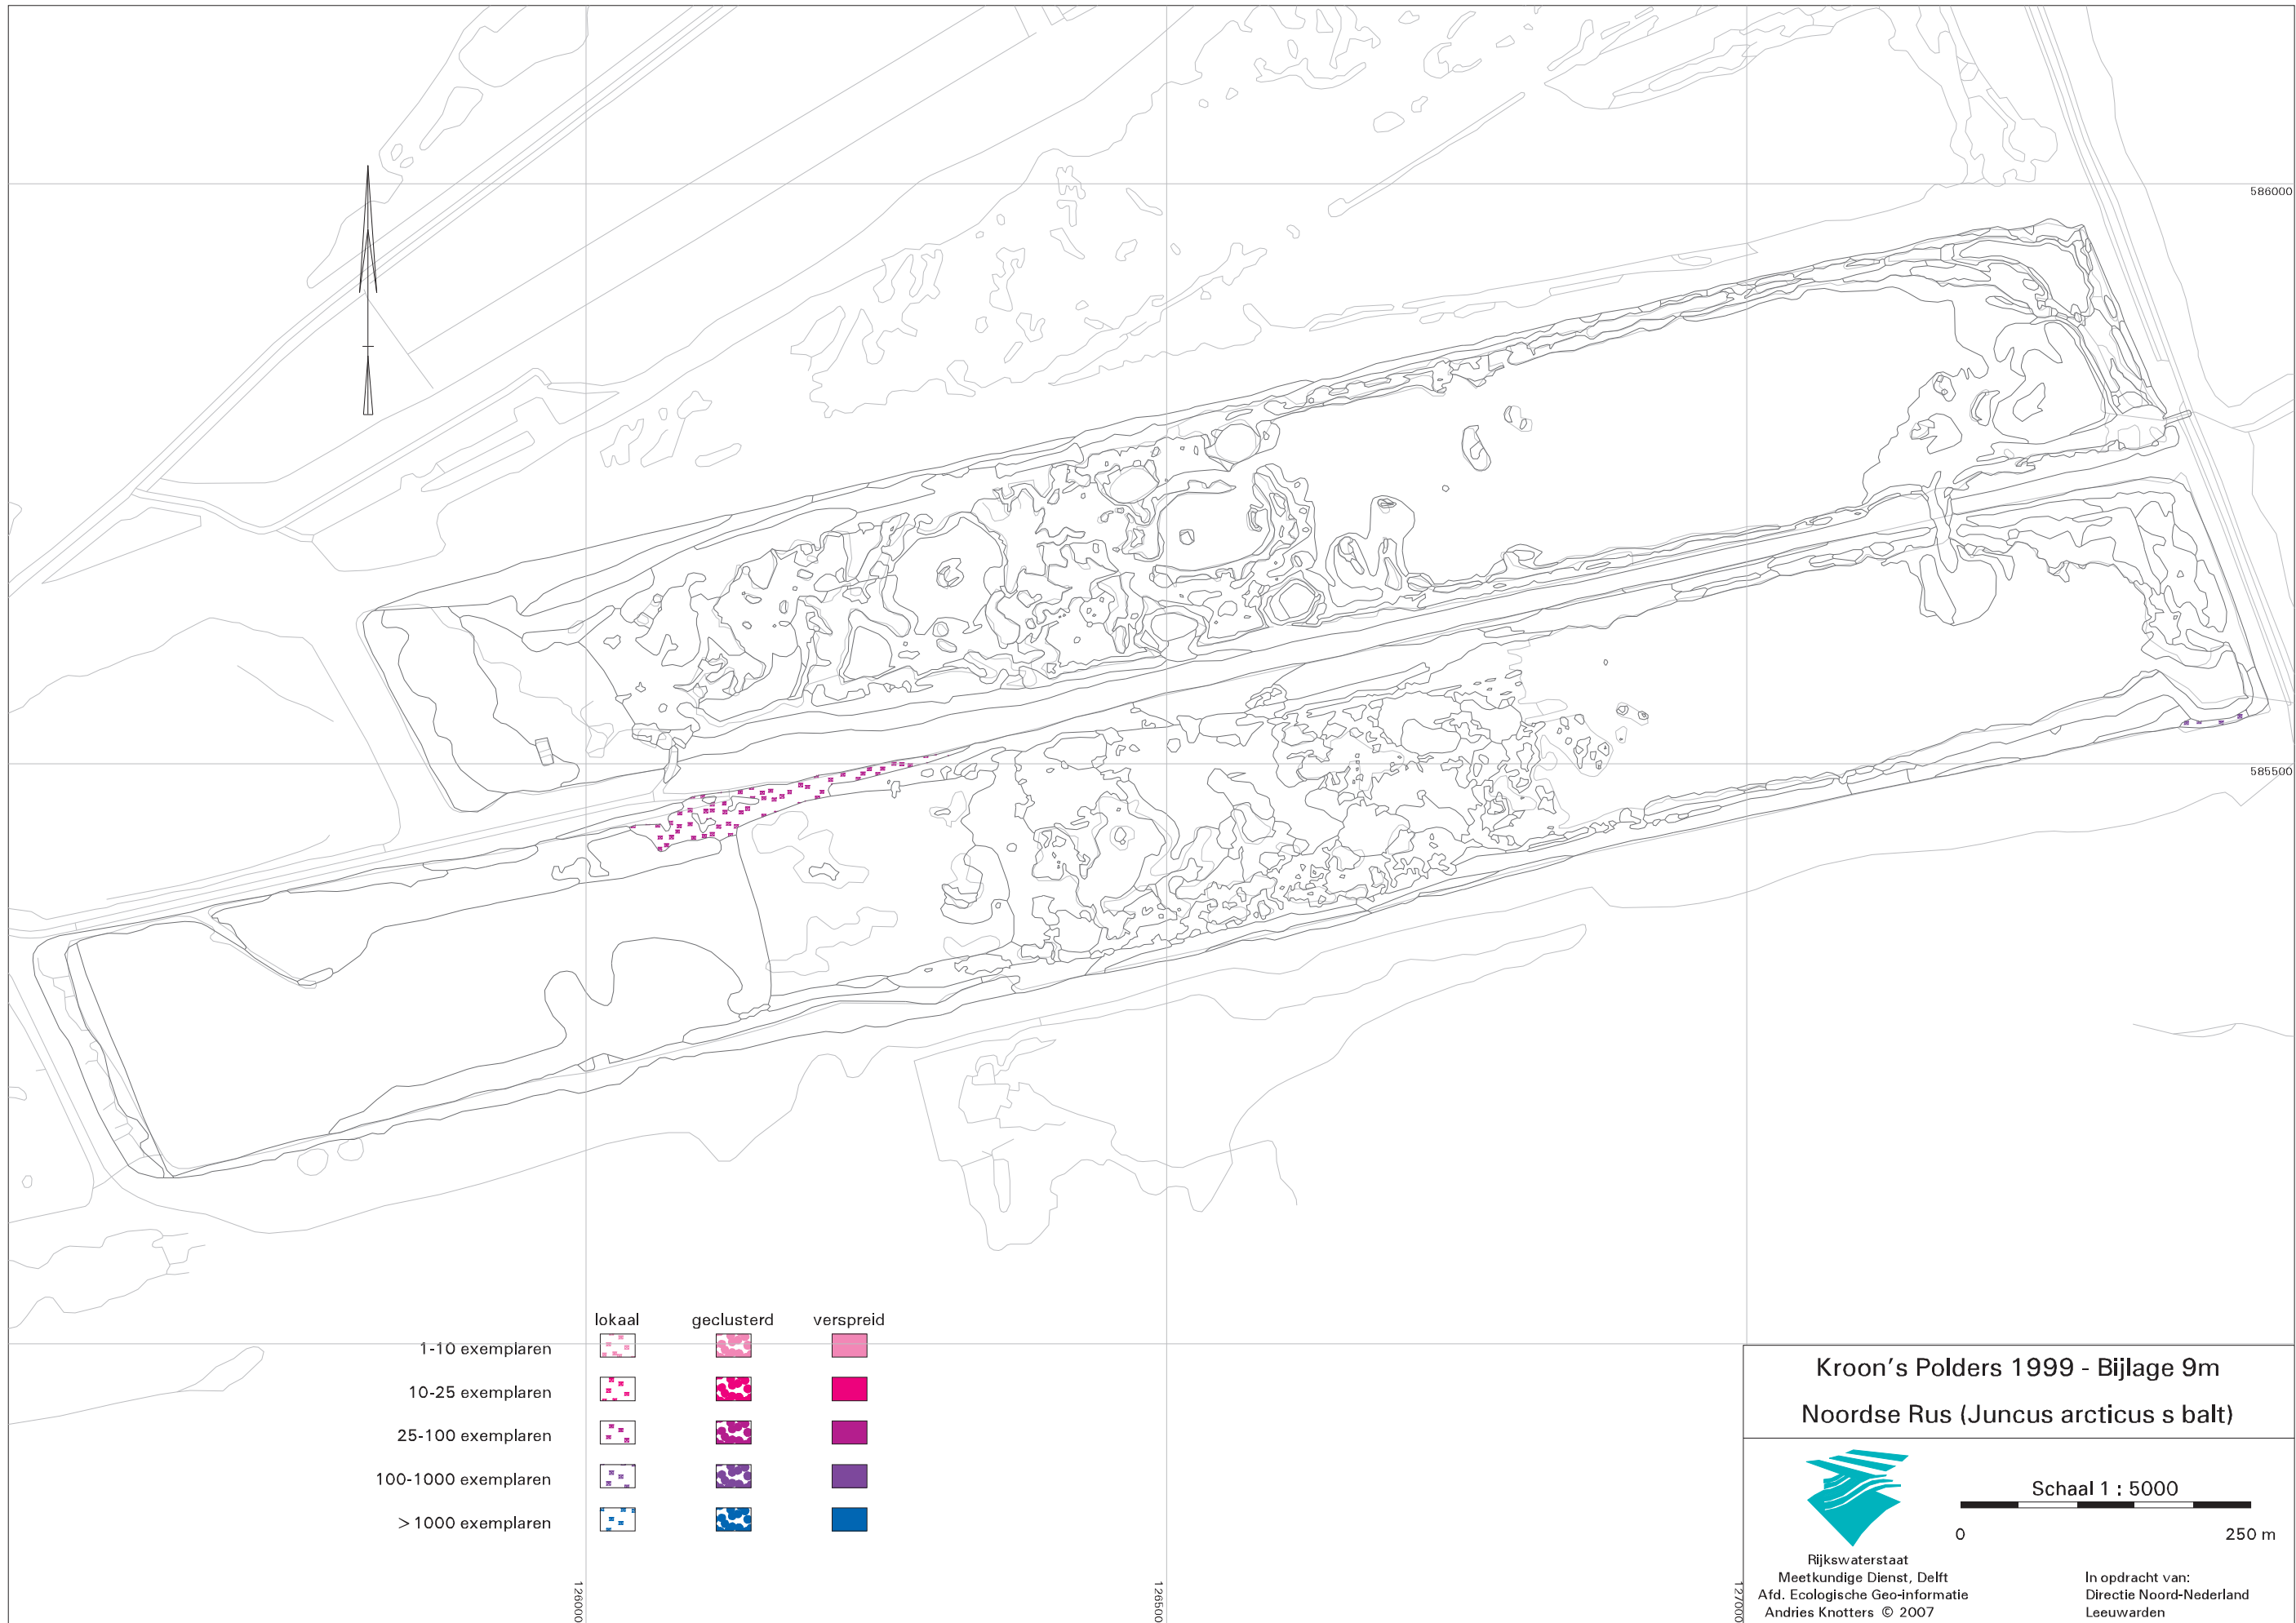 586000
585500
lokaal geclusterd verspreid
1-10 exemplaren
10-25 exemplaren
25-100 exemplaren
100-1000 exemplaren
>1000 exemplaren
126000
126500
127000
Kroon's Polders 1999 - Bijlage 9m
Noordse Rus (Juncus arcticus s balt)
Schaal 1 : 5000
0 250 m
Rijkswaterstaat
Meetkundige Dienst, Delft
Afd. Ecologische Geo-informatie
Andries Knotters © 2007
In opdracht van:
Directie Noord-Nederland
Leeuwarden